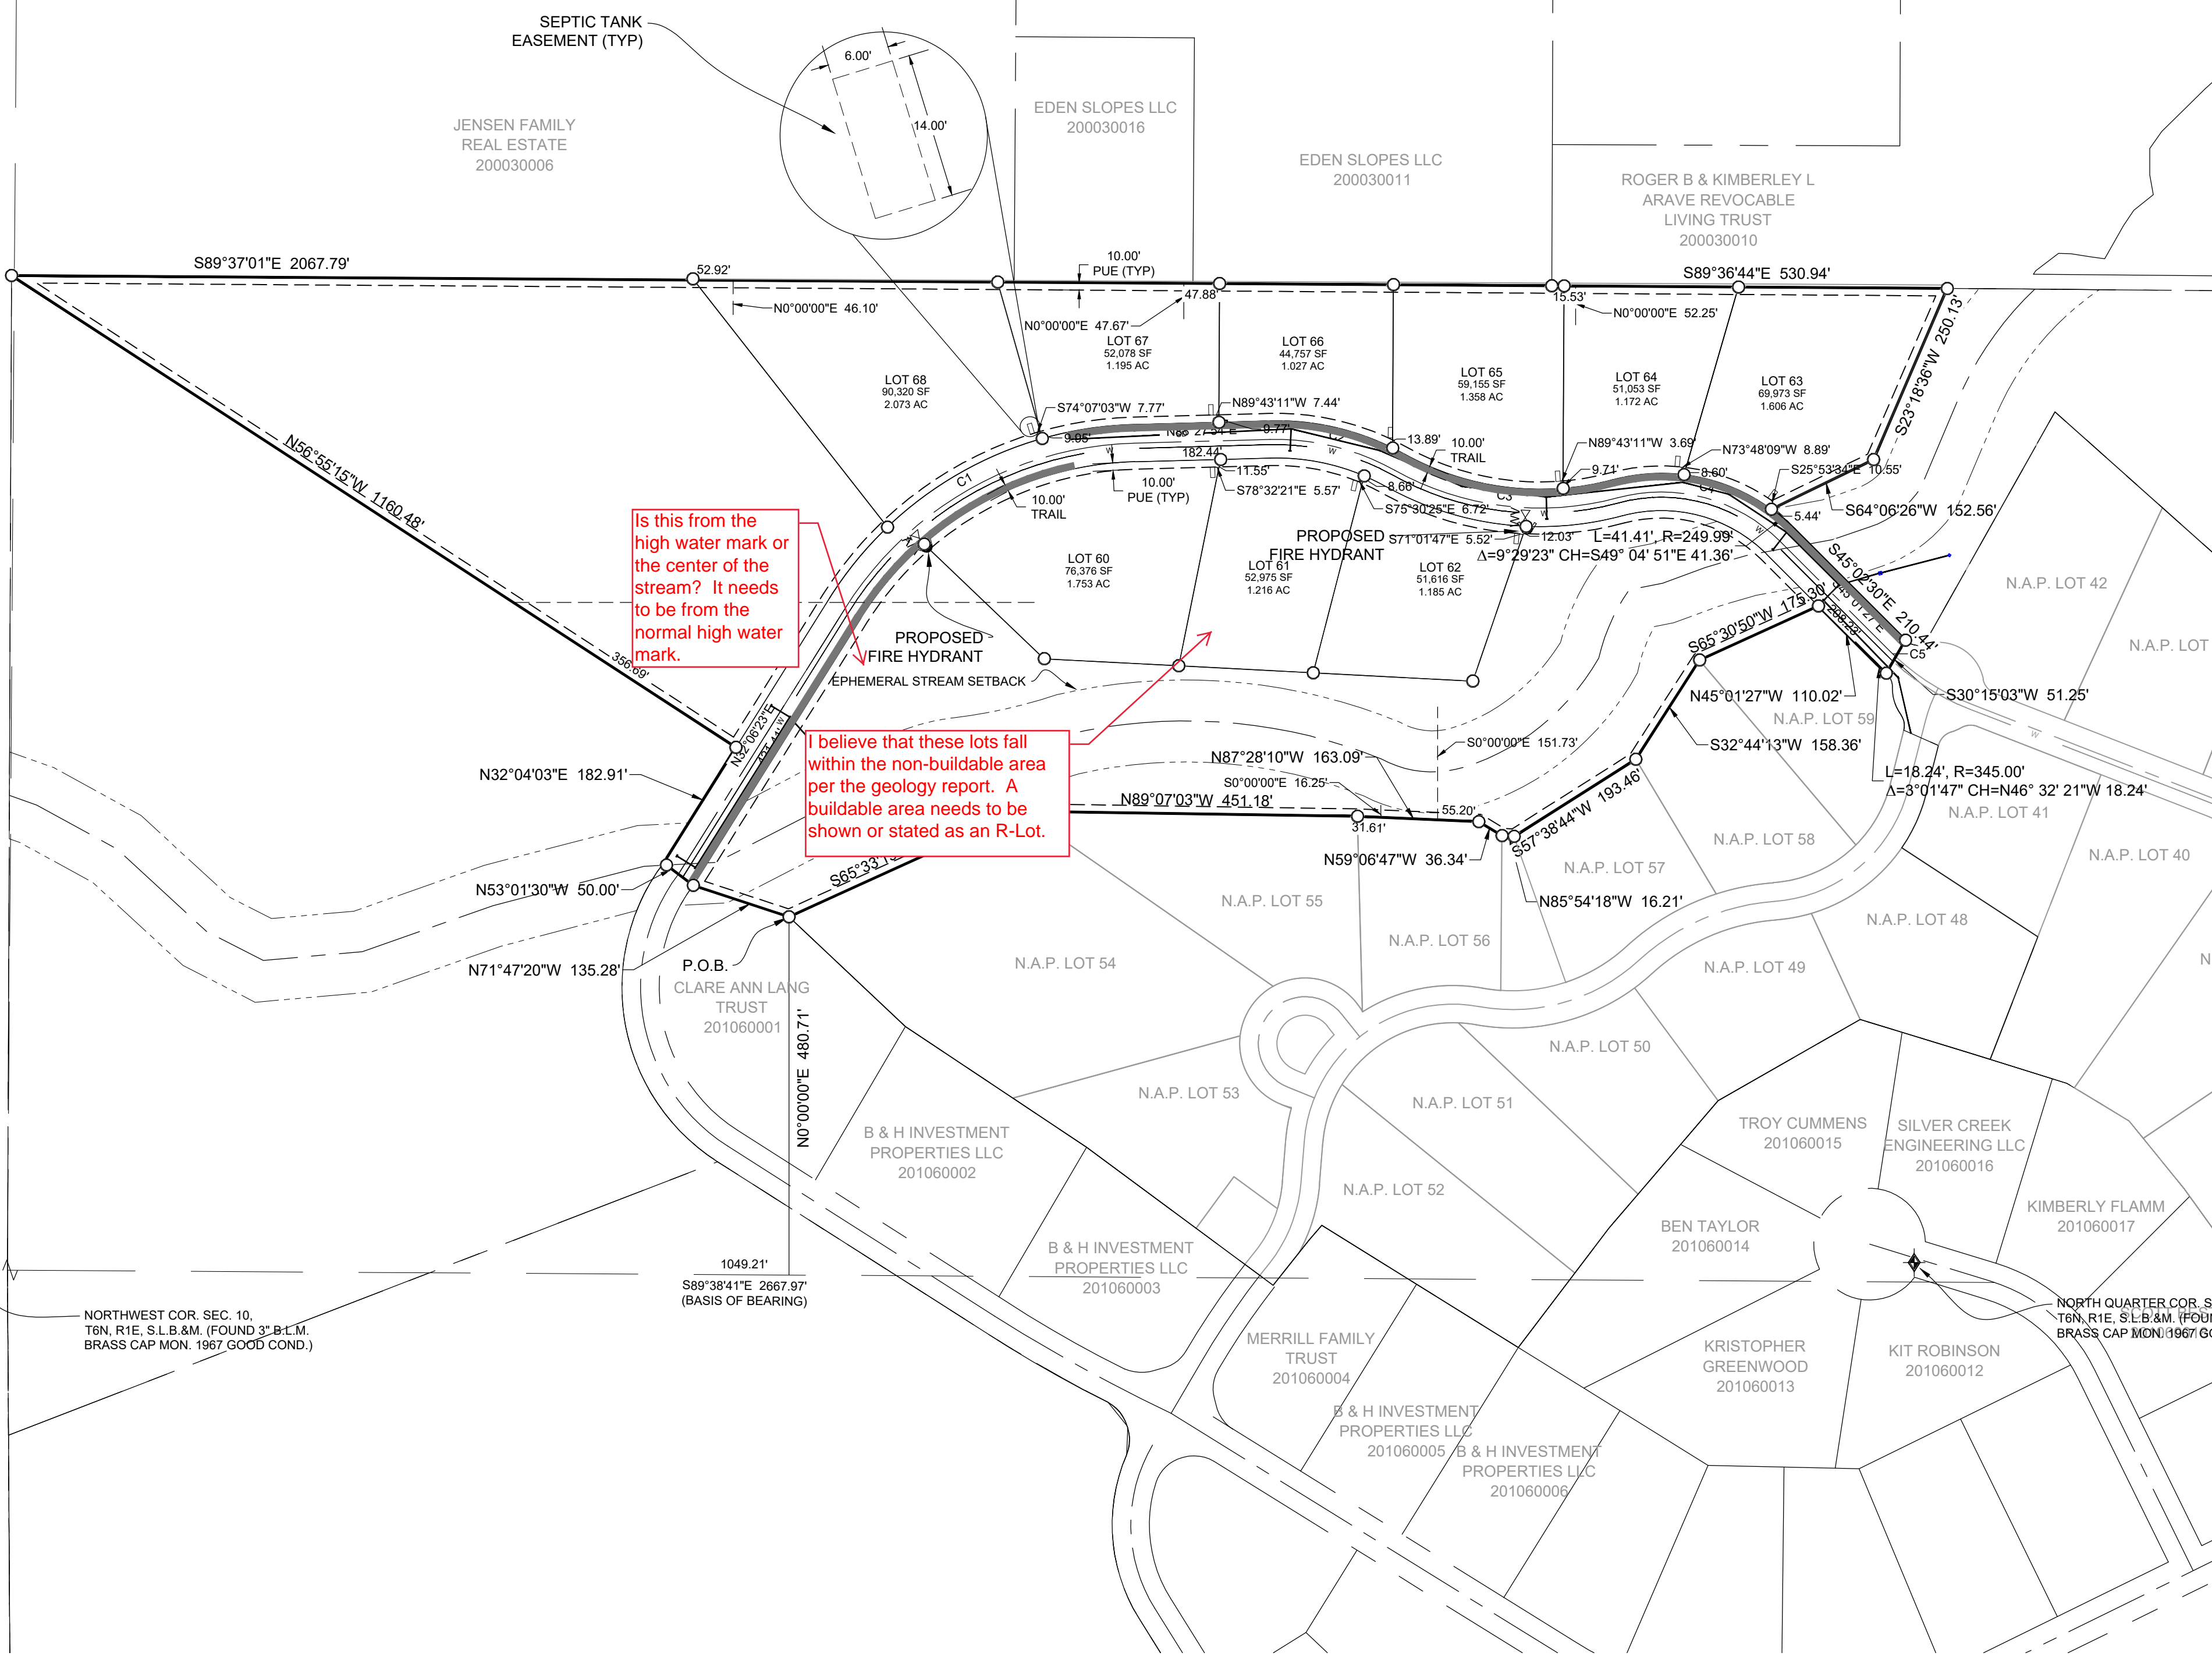 SEPTIC TANK
EASEMENT (TYP)
6.00'
14.00'
JENSEN FAMILY
REAL ESTATE
200030006
EDEN SLOPES LLC
200030016
EDEN SLOPES LLC
200030011
ROGER B & KIMBERLEY L
ARAVE REVOCABLE
LIVING TRUST
200030010
S89°37'01"E 2067.79'
52.92'
10.00'
PUE (TYP)
S89°36'44"E 530.94'
N0°00'00"E 46.10'
47.88'
15.53'
N0°00'00"E 47.67'
N0°00'00"E 52.25'
S23°18'36"W 250.13'
LOT 67
52,078 SF
1.195 AC
LOT 66
44,757 SF
1.027 AC
LOT 65
59,155 SF
1.358 AC
LOT 64
51,053 SF
1.172 AC
LOT 63
69,973 SF
1.606 AC
LOT 68
90,320 SF
2.073 AC
S74°07'03"W 7.77'
N89°43'11"W 7.44'
9.95'
9.77'
C2
13.89'
10.00'
TRAIL
N89°43'11"W 3.69'
N73°48'09"W 8.89'
9.71'
8.60'
S25°53'34"E 10.55'
C4
182.44'
11.55'
10.00'
PUE (TYP)
S78°32'21"E 5.57'
8.66'
C3
S75°30'25"E 6.72'
5.44'
S64°06'26"W 152.56'
C1
10.00'
TRAIL
N56°55'15"W 1160.48'
356.69'
Is this from the
high water mark or
the center of the
stream? It needs
to be from the
normal high water
mark.
PROPOSED
FIRE HYDRANT
S71°01'47"E 5.52'
12.03'
L=41.41', R=249.99'
Δ=9°29'23" CH=S49° 04' 51"E 41.36'
LOT 60
76,376 SF
1.753 AC
LOT 61
52,975 SF
1.216 AC
LOT 62
51,616 SF
1.185 AC
S45°02'30"E 210.44'
208.23'
C5
N.A.P. LOT 42
N.A.P. LOT
PROPOSED
FIRE HYDRANT
EPHEMERAL STREAM SETBACK
S65°30'50"W 175.30'
N45°01'27"W 110.02'
S30°15'03"W 51.25'
N.A.P. LOT 59
S32°44'13"W 158.36'
N32°06'23"E
N32°04'03"E 182.91'
I believe that these lots fall
within the non-buildable area
per the geology report. A
buildable area needs to be
shown or stated as an R-Lot.
N87°28'10"W 163.09'
S0°00'00"E 151.73'
S0°00'00"E 16.25'
N89°07'03"W 451.18'
55.20'
31.61'
S57°38'44"W 193.46'
L=18.24', R=345.00'
Δ=3°01'47" CH=N46° 32' 21"W 18.24'
N.A.P. LOT 41
N.A.P. LOT 58
N.A.P. LOT 40
N59°06'47"W 36.34'
N.A.P. LOT 57
N85°54'18"W 16.21'
N53°01'30"W 50.00'
N.A.P. LOT 55
N.A.P. LOT 56
N.A.P. LOT 48
N.A.P. LOT 54
N.A.P. LOT 49
N71°47'20"W 135.28'
P.O.B.
CLARE ANN LANG
TRUST
201060001
N0°00'00"E 480.71'
N.A.P. LOT 50
N.A.P. LOT 53
N.A.P. LOT 51
N.A.P. LOT 52
B & H INVESTMENT
PROPERTIES LLC
201060002
TROY CUMMENS
201060015
SILVER CREEK
ENGINEERING LLC
201060016
KIMBERLY FLAMM
201060017
BEN TAYLOR
201060014
B & H INVESTMENT
PROPERTIES LLC
201060003
1049.21'
S89°38'41"E 2667.97'
(BASIS OF BEARING)
NORTHWEST COR. SEC. 10,
T6N, R1E, S.L.B.&M. (FOUND 3" B.L.M.
BRASS CAP MON. 1967 GOOD COND.)
NORTH QUARTER COR. S
T6N, R1E, S.L.B.&M. (FOU
BRASS CAP MON. 1967 G
MERRILL FAMILY
TRUST
201060004
KRISTOPHER
GREENWOOD
201060013
KIT ROBINSON
201060012
B & H INVESTMENT
PROPERTIES LLC
201060005
B & H INVESTMENT
PROPERTIES LLC
201060006